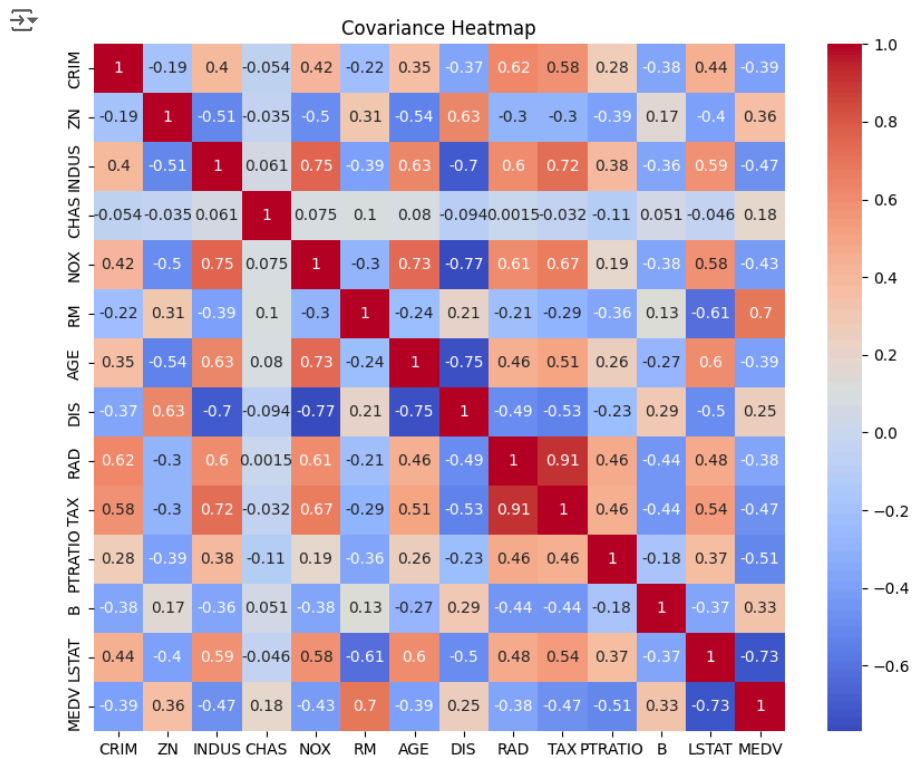 Covariance Heatmap
CRIM 1 -0.19 0.4 -0.054 0.42 -0.22 0.35 -0.37 0.62 0.58 0.28 -0.38 0.44 -0.39
ZN -0.19 1 -0.51 -0.035 -0.5 0.31 -0.54 0.63 -0.3 -0.3 -0.39 0.17 -0.4 0.36
INDUS 0.4 -0.51 1 0.061 0.75 -0.39 0.63 -0.7 0.6 0.72 0.38 -0.36 0.59 -0.47
CHAS -0.054 -0.035 0.061 1 0.075 0.1 0.08 -0.094 0.0015 -0.032 -0.11 0.051 -0.046 0.18
NOX 0.42 -0.5 0.75 0.075 1 -0.3 0.73 -0.77 0.61 0.67 0.19 -0.38 0.58 -0.43
RM -0.22 0.31 -0.39 0.1 -0.3 1 -0.24 0.21 -0.21 -0.29 -0.36 0.13 -0.61 0.7
AGE 0.35 -0.54 0.63 0.08 0.73 -0.24 1 -0.75 0.46 0.51 0.26 -0.27 0.6 -0.39
DIS -0.37 0.63 -0.7 -0.094 -0.77 0.21 -0.75 1 -0.49 -0.53 -0.23 0.29 -0.5 0.25
RAD 0.62 -0.3 0.6 0.0015 0.61 -0.21 0.46 -0.49 1 0.91 0.46 -0.44 0.48 -0.38
TAX 0.58 -0.3 0.72 -0.032 0.67 -0.29 0.51 -0.53 0.91 1 0.46 -0.44 0.54 -0.47
PTRATIO 0.28 -0.39 0.38 -0.11 0.19 -0.36 0.26 -0.23 0.46 0.46 1 -0.18 0.37 -0.51
B -0.38 0.17 -0.36 0.051 -0.38 0.13 -0.27 0.29 -0.44 -0.44 -0.18 1 -0.37 0.33
LSTAT 0.44 -0.4 0.59 -0.046 0.58 -0.61 0.6 -0.5 0.48 0.54 0.37 -0.37 1 -0.73
MEDV -0.39 0.36 -0.47 0.18 -0.43 0.7 -0.39 0.25 -0.38 -0.47 -0.51 0.33 -0.73 1
CRIM ZN INDUS CHAS NOX RM AGE DIS RAD TAX PTRATIO B LSTAT MEDV
1.0
0.8
0.6
0.4
0.2
0.0
−0.2
−0.4
−0.6